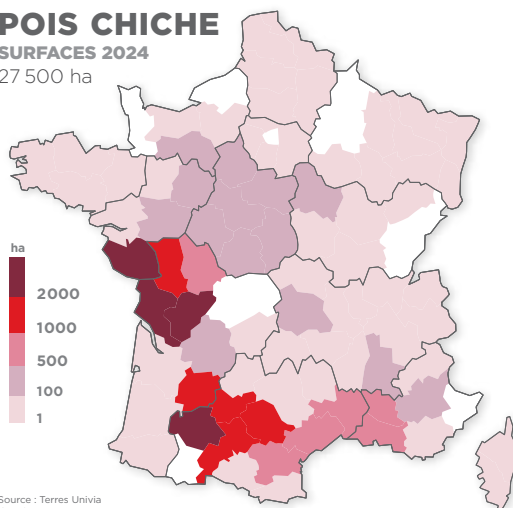 POIS CHICHE
SURFACES 2024
27 500 ha
ha
2000
1000
500
100
1
Source : Terres Univia